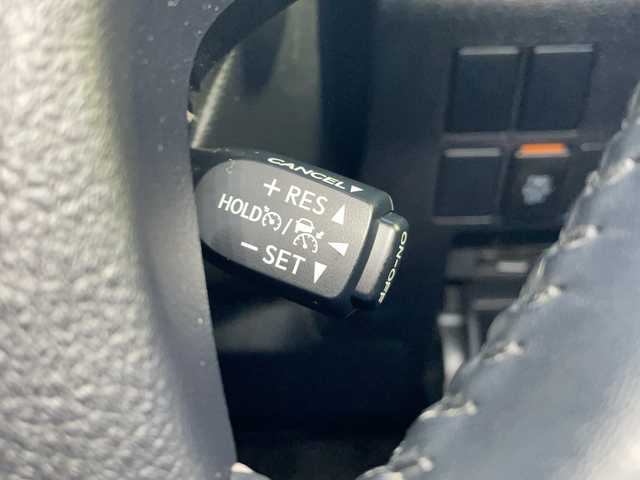 CANCEL▼
+ RES ▲
HOLD / ◀
− SET ▼
ON-OFF